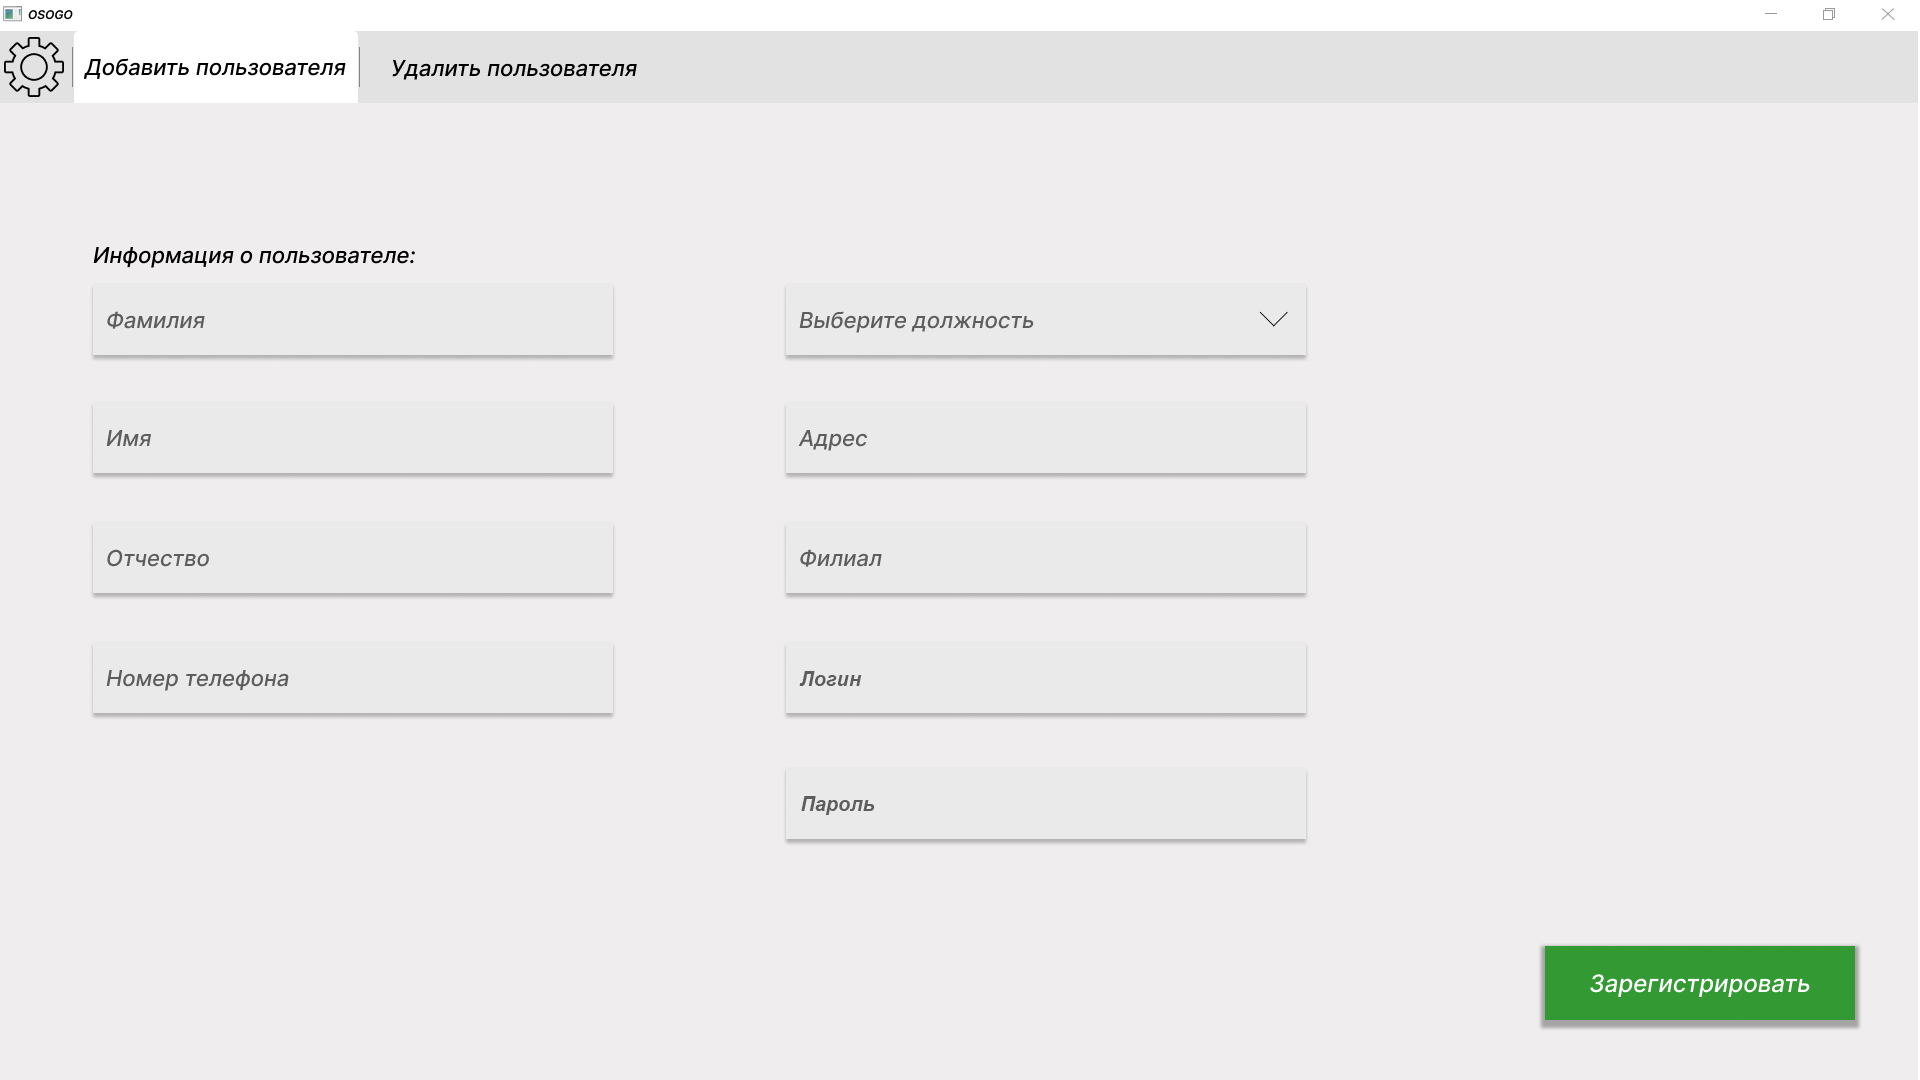 OSOGO
Добавить пользователя
Удалить пользователя
Информация о пользователе:
Фамилия
Выберите должность
Имя
Адрес
Отчество
Филиал
Номер телефона
Логин
Пароль
Зарегистрировать